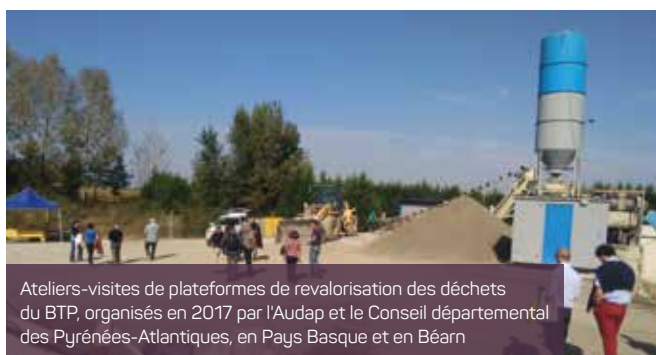 Ateliers-visites de plateformes de revalorisation des déchets
du BTP, organisés en 2017 par l'Audap et le Conseil départemental
des Pyrénées-Atlantiques, en Pays Basque et en Béarn